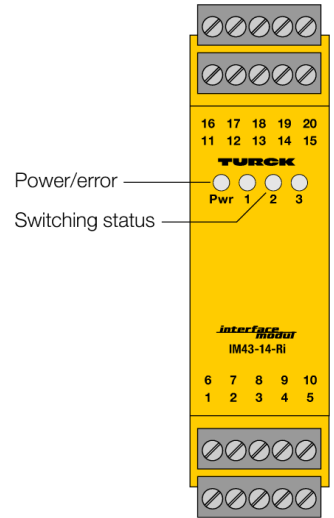 16 17 18 19 20
11 12 13 14 15
TURCK
Power/error
Pwr 1 2 3
Switching status
interface
modul
IM43-14-Ri
6 7 8 9 10
1 2 3 4 5